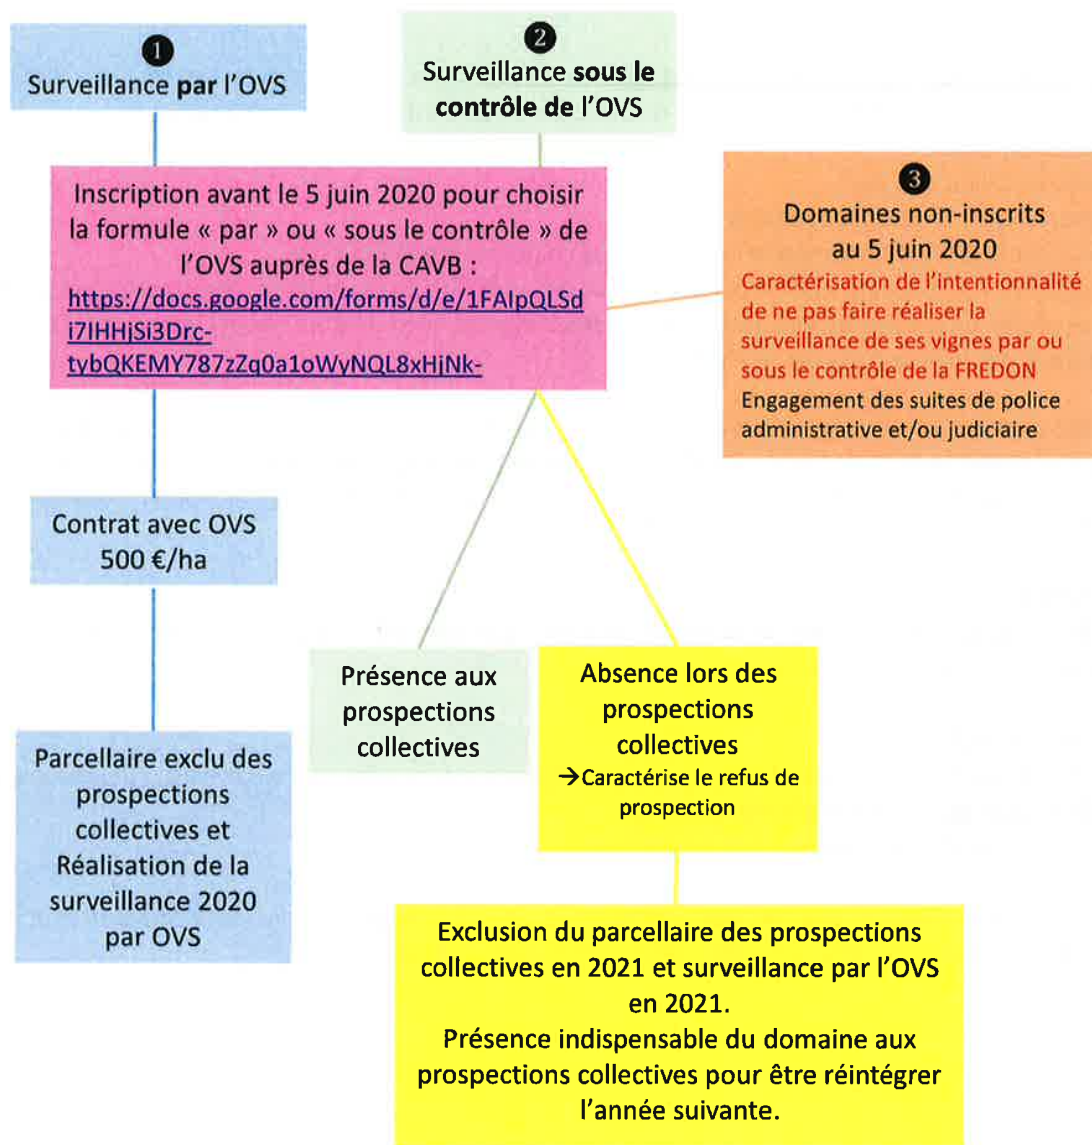 1
Surveillance par l'OVS
2
Surveillance sous le
contrôle de l'OVS
Inscription avant le 5 juin 2020 pour choisir
la formule « par » ou « sous le contrôle » de
l'OVS auprès de la CAVB :
https://docs.google.com/forms/d/e/1FAIpQLSd
i7IHHjSi3Drc-
tybQKEMY787zZq0a1oWyNQL8xHjNk-
3
Domaines non-inscrits
au 5 juin 2020
Caractérisation de l'intentionnalité
de ne pas faire réaliser la
surveillance de ses vignes par ou
sous le contrôle de la FREDON
Engagement des suites de police
administrative et/ou judiciaire
Contrat avec OVS
500 €/ha
Présence aux
prospections
collectives
Absence lors des
prospections
collectives
→Caractérise le refus de
prospection
Parcellaire exclu des
prospections
collectives et
Réalisation de la
surveillance 2020
par OVS
Exclusion du parcellaire des prospections
collectives en 2021 et surveillance par l'OVS
en 2021.
Présence indispensable du domaine aux
prospections collectives pour être réintégrer
l'année suivante.